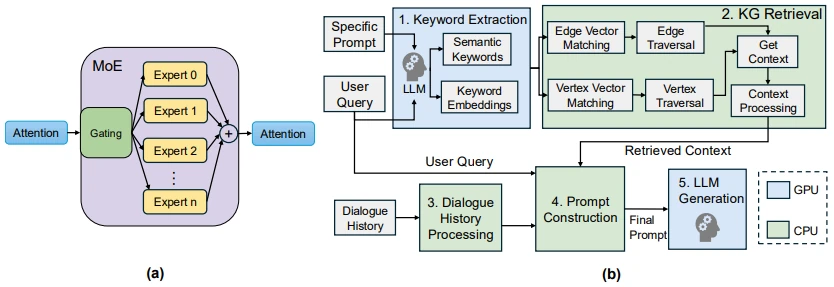 MoE
Attention
Gating
Expert 0
Expert 1
Expert 2
⋮
Expert n
+
Attention
(a)
Specific
Prompt
User
Query
1. Keyword Extraction
LLM
Semantic
Keywords
Keyword
Embeddings
2. KG Retrieval
Edge Vector
Matching
Edge
Traversal
Get
Context
Vertex Vector
Matching
Vertex
Traversal
Context
Processing
User Query
Retrieved Context
Dialogue
History
3. Dialogue
History
Processing
4. Prompt
Construction
Final
Prompt
5. LLM
Generation
GPU
CPU
(b)